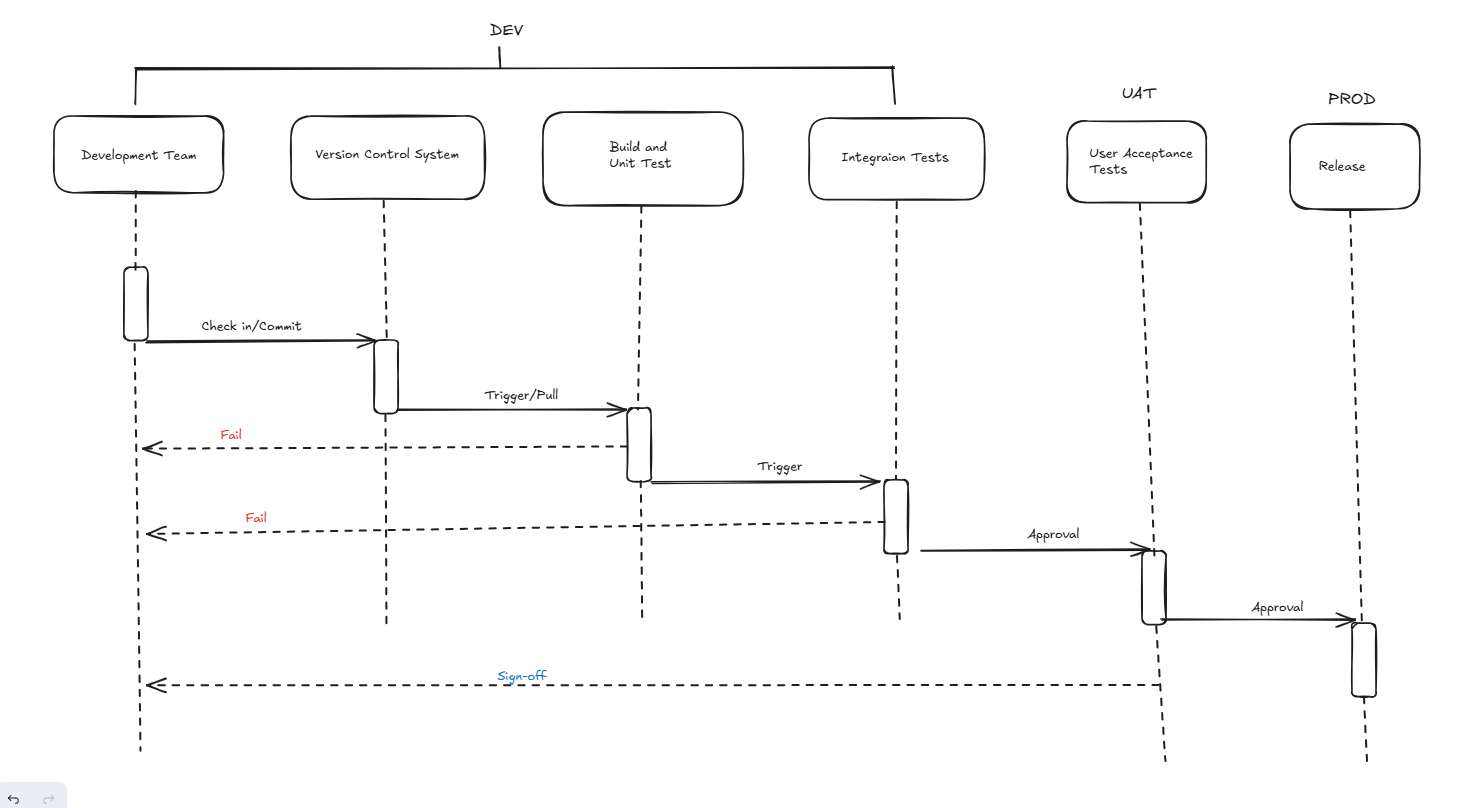 DEV
UAT
PROD
Development Team
Version Control System
Build and
Unit Test
Integraion Tests
User Acceptance
Tests
Release
Check in/Commit
Trigger/Pull
Fail
Trigger
Fail
Approval
Approval
Sign-off